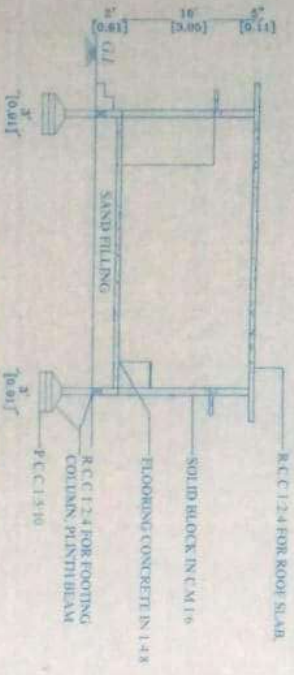 R.C.C 1:2:4 FOR ROOF SLAB.
SOLID BLOCK IN C.M 1:6
FLOORING CONCRETE IN 1:4:8
R.C.C 1:2:4 FOR FOOTING
COLUMN, PLINTH BEAM
P.C.C 1:5:10
SAND FILLING
GL
10'
[3.05]
2'
[0.61]
[0.11]
3'
[0.91]
3'
[0.91]